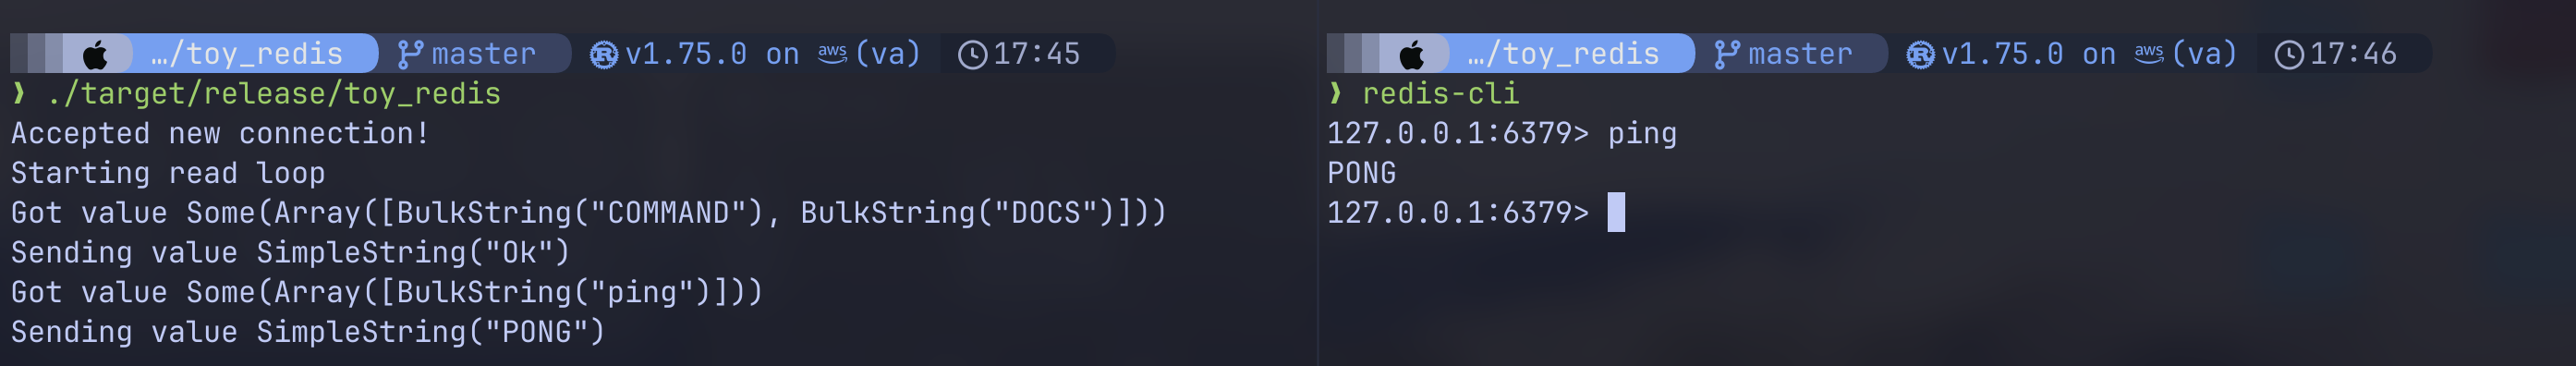 …/toy_redis master v1.75.0 on aws (va) 17:45
❯ ./target/release/toy_redis
Accepted new connection!
Starting read loop
Got value Some(Array([BulkString("COMMAND"), BulkString("DOCS")]))
Sending value SimpleString("Ok")
Got value Some(Array([BulkString("ping")]))
Sending value SimpleString("PONG")
…/toy_redis master v1.75.0 on aws (va) 17:46
❯ redis-cli
127.0.0.1:6379> ping
PONG
127.0.0.1:6379>